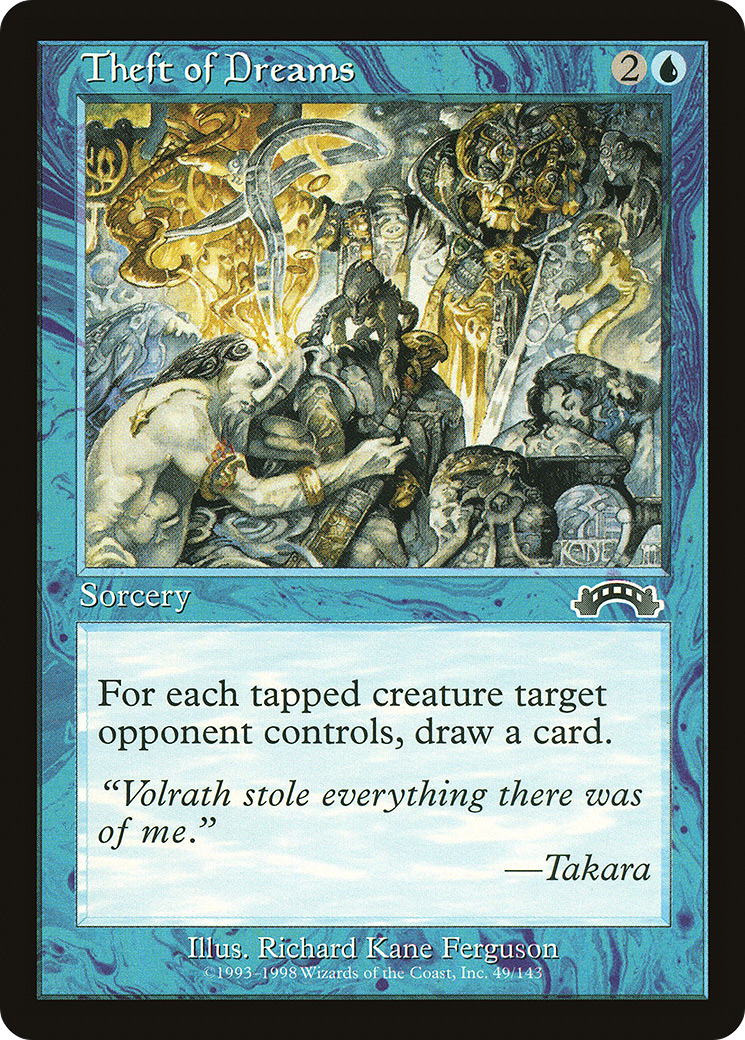 Theft of Dreams 2
Sorcery
For each tapped creature target
opponent controls, draw a card.
“Volrath stole everything there was
of me.”
—Takara
Illus. Richard Kane Ferguson
©1993–1998 Wizards of the Coast, Inc. 49/143